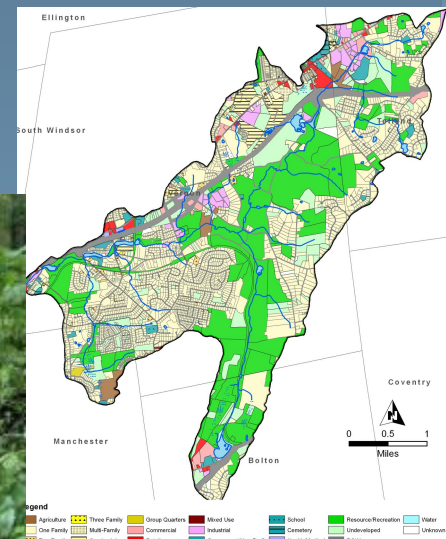 Ellington
South Windsor
Tolland
Coventry
N
0 0.5 1
Miles
Manchester
Bolton
egend
Agriculture Three Family Group Quarters Mixed Use School Resource/Recreation Water
One Family Multi-Family Commercial Industrial Cemetery Undeveloped Unknown